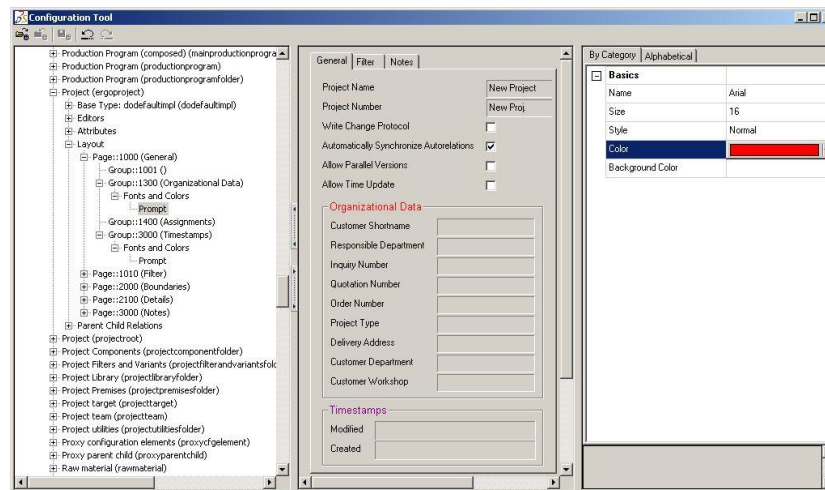 Configuration Tool
Production Program (composed) (mainproductionprogra
Production Program (productionprogram)
Production Program (productionprogramfolder)
Project (ergoproject)
Base Type: dodefaultimpl (dodefaultimpl)
Editors
Attributes
Layout
Page::1000 (General)
Group::1001 ()
Group::1300 (Organizational Data)
Fonts and Colors
Prompt
Group::1400 (Assignments)
Group::3000 (Timestamps)
Fonts and Colors
Prompt
Page::1010 (Filter)
Page::2000 (Boundaries)
Page::2100 (Details)
Page::3000 (Notes)
Parent Child Relations
Project (projectroot)
Project Components (projectcomponentfolder)
Project Filters and Variants (projectfilterandvariantsfolc
Project Library (projectlibraryfolder)
Project Premises (projectpremisesfolder)
Project target (projecttarget)
Project team (projectteam)
Project utilities (projectutilitiesfolder)
Proxy configuration elements (proxycfgelement)
Proxy parent child (proxyparentchild)
Raw material (rawmaterial)
General Filter Notes
Project Name New Project
Project Number New Proj.
Write Change Protocol
Automatically Synchronize Autorelations
Allow Parallel Versions
Allow Time Update
Organizational Data
Customer Shortname
Responsible Department
Inquiry Number
Quotation Number
Order Number
Project Type
Delivery Address
Customer Department
Customer Workshop
Timestamps
Modified
Created
By Category Alphabetical
Basics
Name Arial
Size 16
Style Normal
Color
Background Color